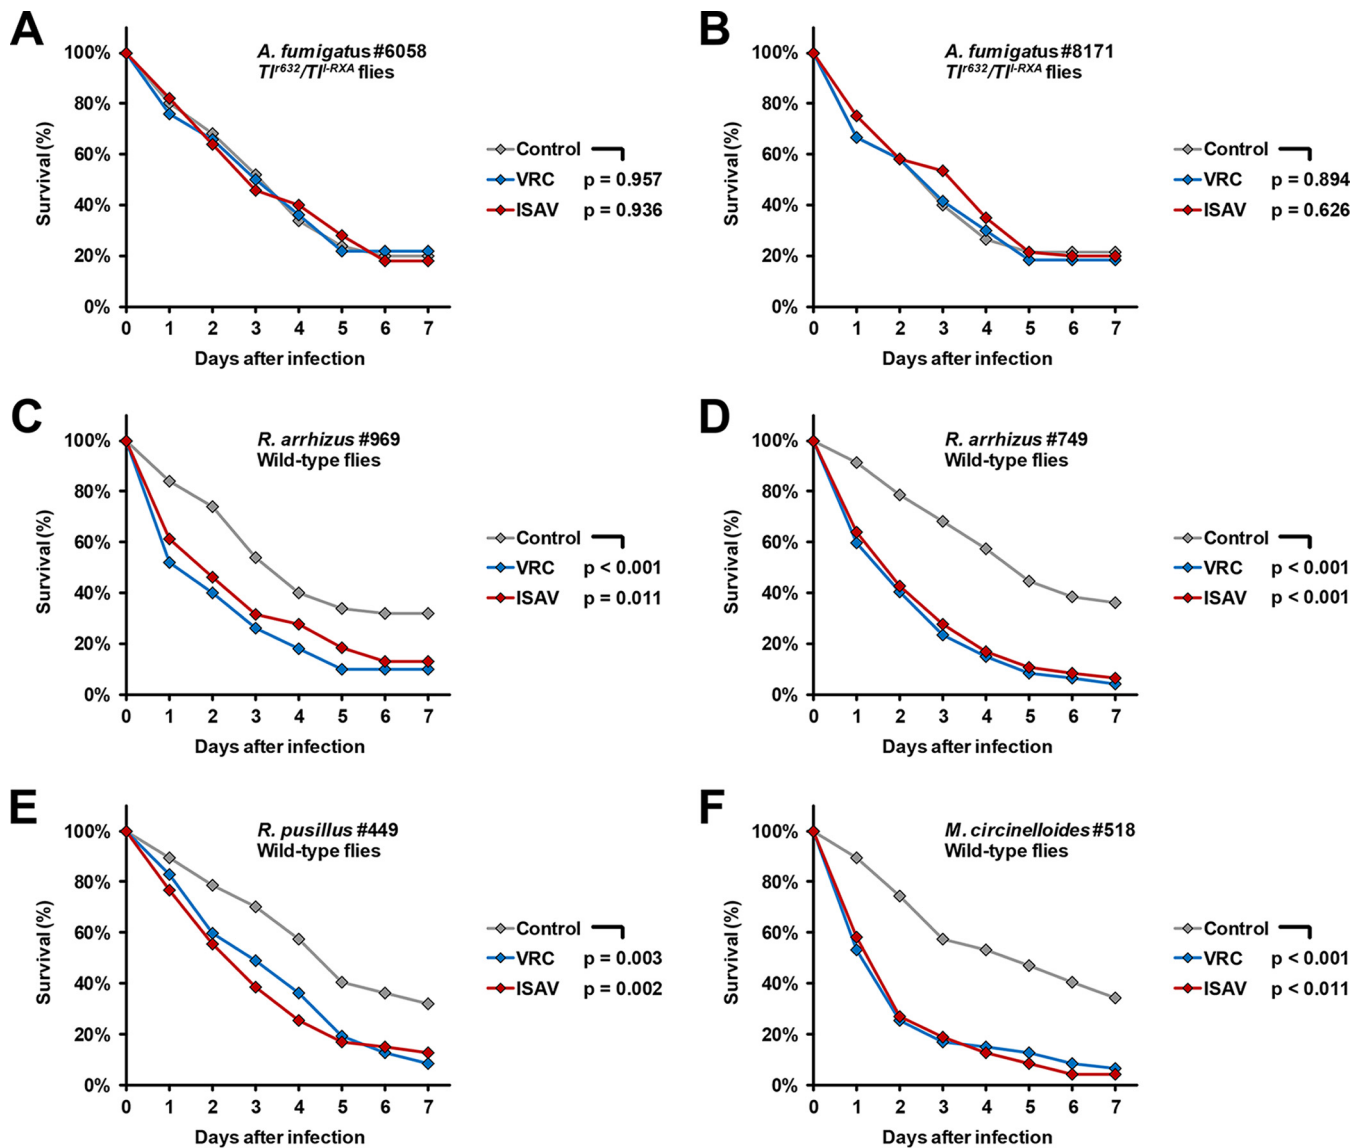 A
A. fumigatus #6058
Tlr632/TlI-RXA flies
100%
80%
60%
40%
20%
0%
Survival (%)
0 1 2 3 4 5 6 7
Days after infection
Control
VRC p = 0.957
ISAV p = 0.936
B
A. fumigatus #8171
Tlr632/TlI-RXA flies
100%
80%
60%
40%
20%
0%
Survival (%)
0 1 2 3 4 5 6 7
Days after infection
Control
VRC p = 0.894
ISAV p = 0.626
C
R. arrhizus #969
Wild-type flies
100%
80%
60%
40%
20%
0%
Survival (%)
0 1 2 3 4 5 6 7
Days after infection
Control
VRC p < 0.001
ISAV p = 0.011
D
R. arrhizus #749
Wild-type flies
100%
80%
60%
40%
20%
0%
Survival (%)
0 1 2 3 4 5 6 7
Days after infection
Control
VRC p < 0.001
ISAV p < 0.001
E
R. pusillus #449
Wild-type flies
100%
80%
60%
40%
20%
0%
Survival (%)
0 1 2 3 4 5 6 7
Days after infection
Control
VRC p = 0.003
ISAV p = 0.002
F
M. circinelloides #518
Wild-type flies
100%
80%
60%
40%
20%
0%
Survival (%)
0 1 2 3 4 5 6 7
Days after infection
Control
VRC p < 0.001
ISAV p < 0.011